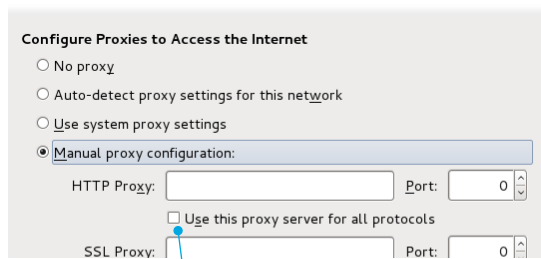 Configure Proxies to Access the Internet
No proxy
Auto-detect proxy settings for this network
Use system proxy settings
Manual proxy configuration:
HTTP Proxy: Port: 0
Use this proxy server for all protocols
SSL Proxy: Port: 0